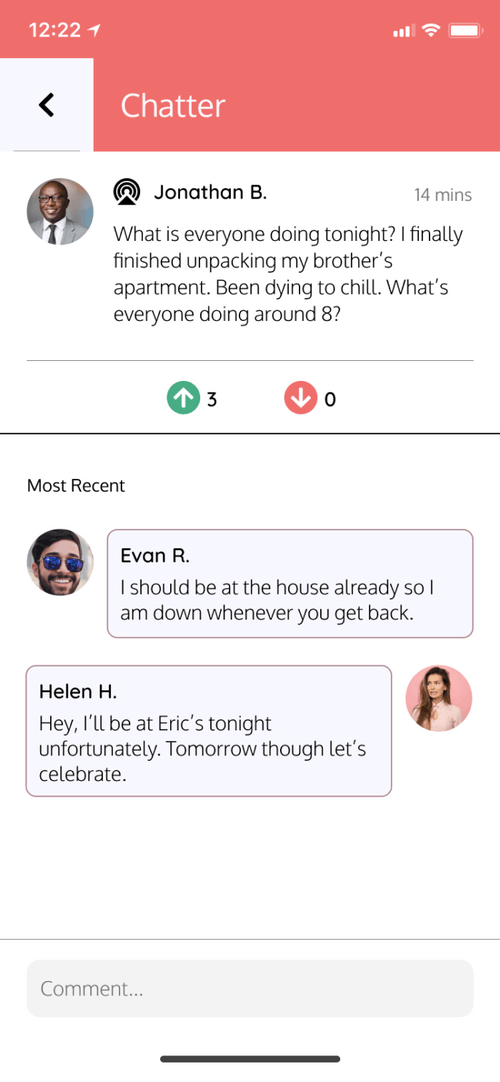 12:22
Chatter
Jonathan B.
14 mins
What is everyone doing tonight? I finally
finished unpacking my brother's
apartment. Been dying to chill. What's
everyone doing around 8?
3
0
Most Recent
Evan R.
I should be at the house already so I
am down whenever you get back.
Helen H.
Hey, I'll be at Eric's tonight
unfortunately. Tomorrow though let's
celebrate.
Comment...